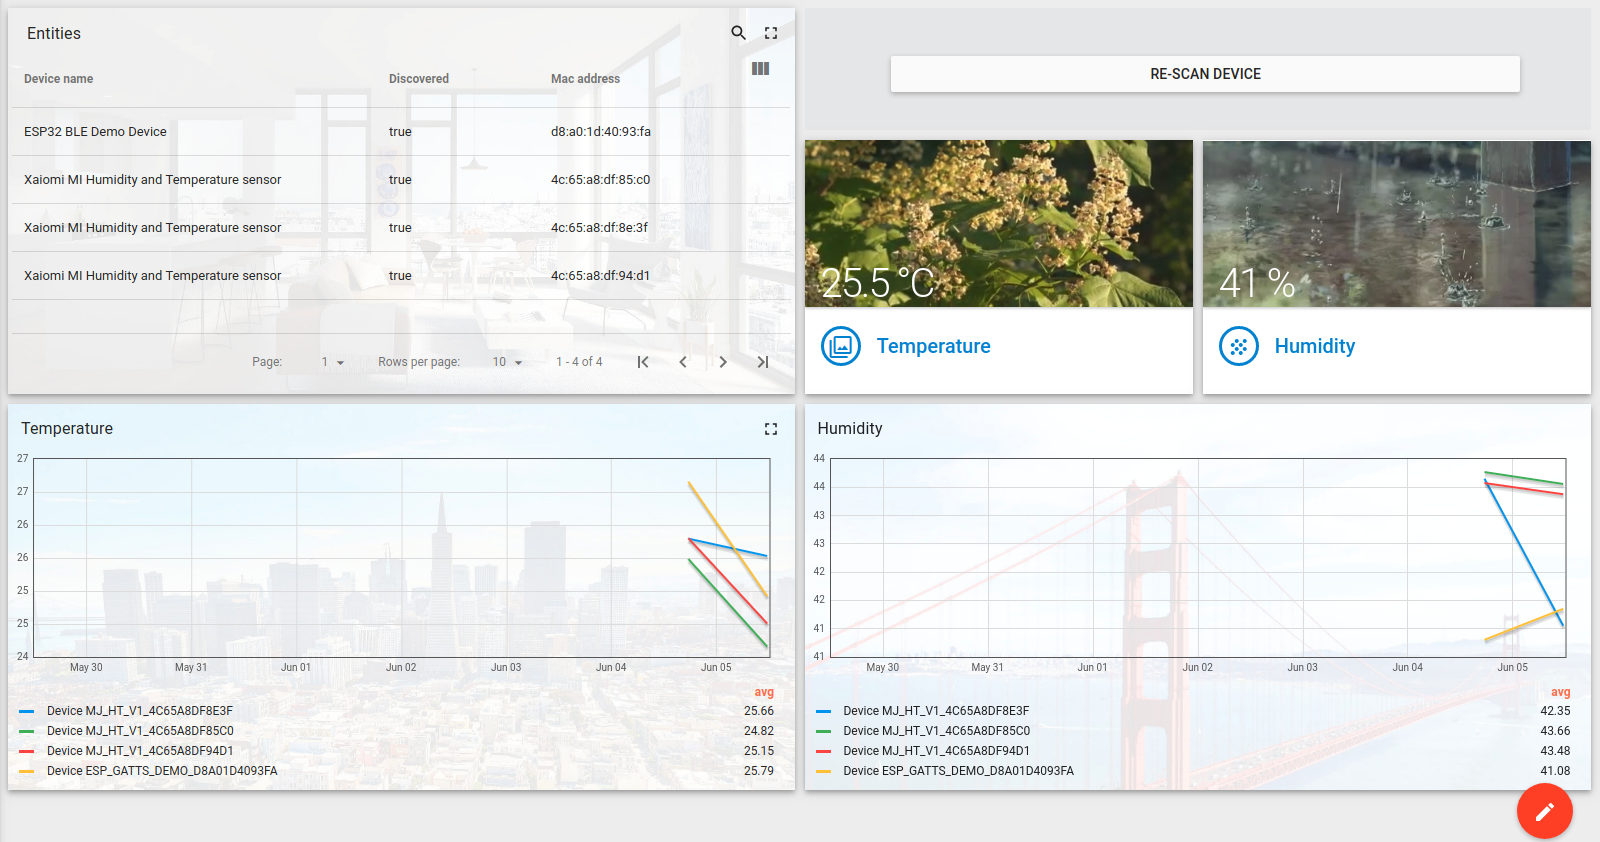 Entities
Device name Discovered Mac address
ESP32 BLE Demo Device true d8:a0:1d:40:93:fa
Xaiomi MI Humidity and Temperature sensor true 4c:65:a8:df:85:c0
Xaiomi MI Humidity and Temperature sensor true 4c:65:a8:df:8e:3f
Xaiomi MI Humidity and Temperature sensor true 4c:65:a8:df:94:d1
Page: 1 Rows per page: 10 1 - 4 of 4
RE-SCAN DEVICE
25.5 °C
Temperature
41 %
Humidity
Temperature
27
27
26
26
25
25
24
May 30 May 31 Jun 01 Jun 02 Jun 03 Jun 04 Jun 05
avg
Device MJ_HT_V1_4C65A8DF8E3F 25.66
Device MJ_HT_V1_4C65A8DF85C0 24.82
Device MJ_HT_V1_4C65A8DF94D1 25.15
Device ESP_GATTS_DEMO_D8A01D4093FA 25.79
Humidity
44
44
43
43
42
42
41
41
May 30 May 31 Jun 01 Jun 02 Jun 03 Jun 04 Jun 05
avg
Device MJ_HT_V1_4C65A8DF8E3F 42.35
Device MJ_HT_V1_4C65A8DF85C0 43.66
Device MJ_HT_V1_4C65A8DF94D1 43.48
Device ESP_GATTS_DEMO_D8A01D4093FA 41.08